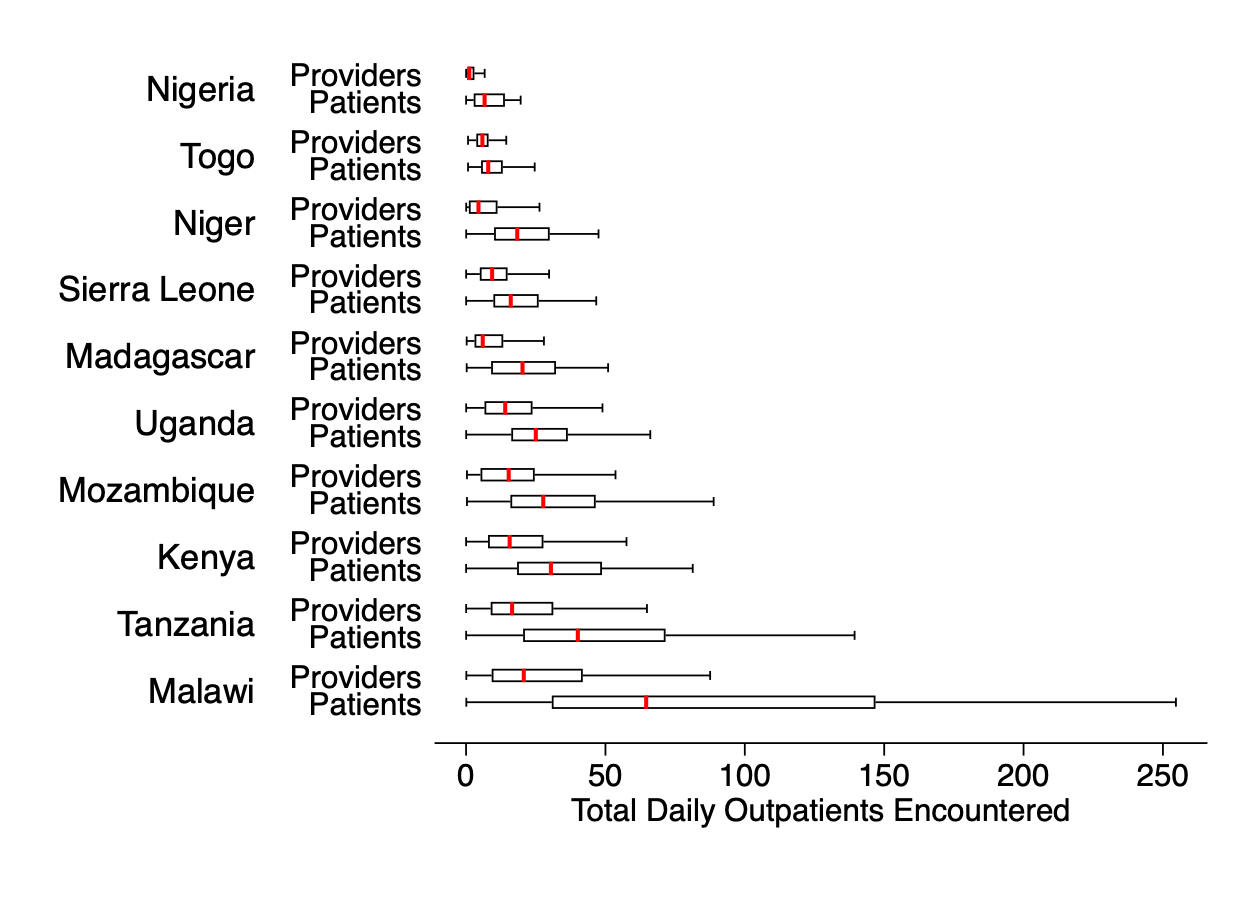 Nigeria
Providers
Patients
Togo
Providers
Patients
Niger
Providers
Patients
Sierra Leone
Providers
Patients
Madagascar
Providers
Patients
Uganda
Providers
Patients
Mozambique
Providers
Patients
Kenya
Providers
Patients
Tanzania
Providers
Patients
Malawi
Providers
Patients
0 50 100 150 200 250
Total Daily Outpatients Encountered